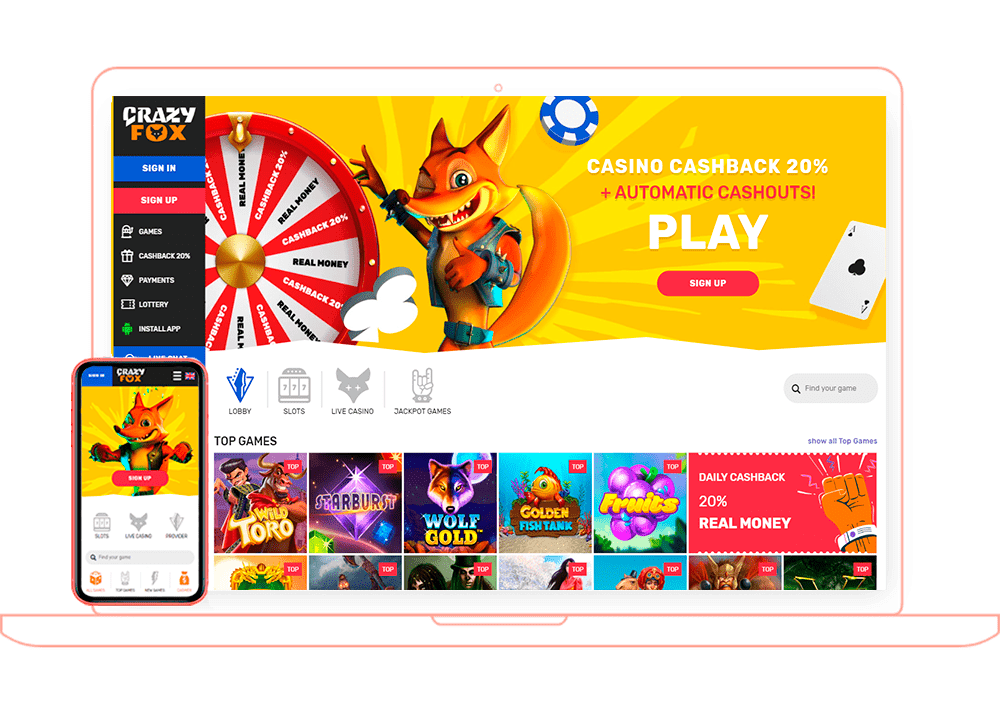 CRAZY
FOX
SIGN IN
SIGN UP
GAMES
CASHBACK 20%
PAYMENTS
LOTTERY
INSTALL APP
LIVE CHAT
CASHBACK 20%
REAL MONEY
CASHBACK 20%
REAL MONEY
CASHBACK 20%
REAL MONEY
CASHBACK 20%
REAL MONEY
CASHBACK
CASINO CASHBACK 20%
+ AUTOMATIC CASHOUTS!
PLAY
SIGN UP
A
A
LOBBY
SLOTS
LIVE CASINO
JACKPOT GAMES
Find your game
TOP GAMES
show all Top Games
TOP
WILD
TORO
TOP
STARBURST
TOP
WOLF
GOLD
TOP
GOLDEN
FISH TANK
TOP
Fruits
DAILY CASHBACK
20%
REAL MONEY
TOP
TOP
TOP
TOP
TOP
TOP
TOP
SIGN IN
CRAZY
FOX
SIGN UP
SLOTS
LIVE CASINO
PROVIDER
Find your game
ALL GAMES
TOP GAMES
NEW GAMES